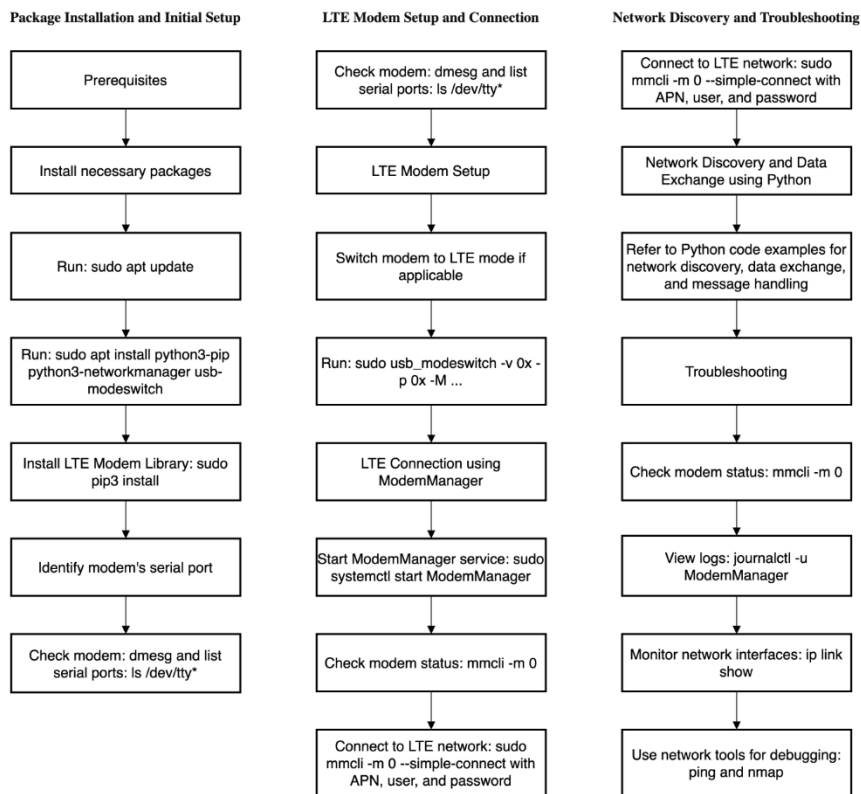 Package Installation and Initial Setup
Prerequisites
Install necessary packages
Run: sudo apt update
Run: sudo apt install python3-pip
python3-networkmanager usb-
modeswitch
Install LTE Modem Library: sudo
pip3 install
Identify modem's serial port
Check modem: dmesg and list
serial ports: ls /dev/tty*
LTE Modem Setup and Connection
Check modem: dmesg and list
serial ports: ls /dev/tty*
LTE Modem Setup
Switch modem to LTE mode if
applicable
Run: sudo usb_modeswitch -v 0x -
p 0x -M ...
LTE Connection using
ModemManager
Start ModemManager service: sudo
systemctl start ModemManager
Check modem status: mmcli -m 0
Connect to LTE network: sudo
mmcli -m 0 --simple-connect with
APN, user, and password
Network Discovery and Troubleshooting
Connect to LTE network: sudo
mmcli -m 0 --simple-connect with
APN, user, and password
Network Discovery and Data
Exchange using Python
Refer to Python code examples for
network discovery, data exchange,
and message handling
Troubleshooting
Check modem status: mmcli -m 0
View logs: journalctl -u
ModemManager
Monitor network interfaces: ip link
show
Use network tools for debugging:
ping and nmap